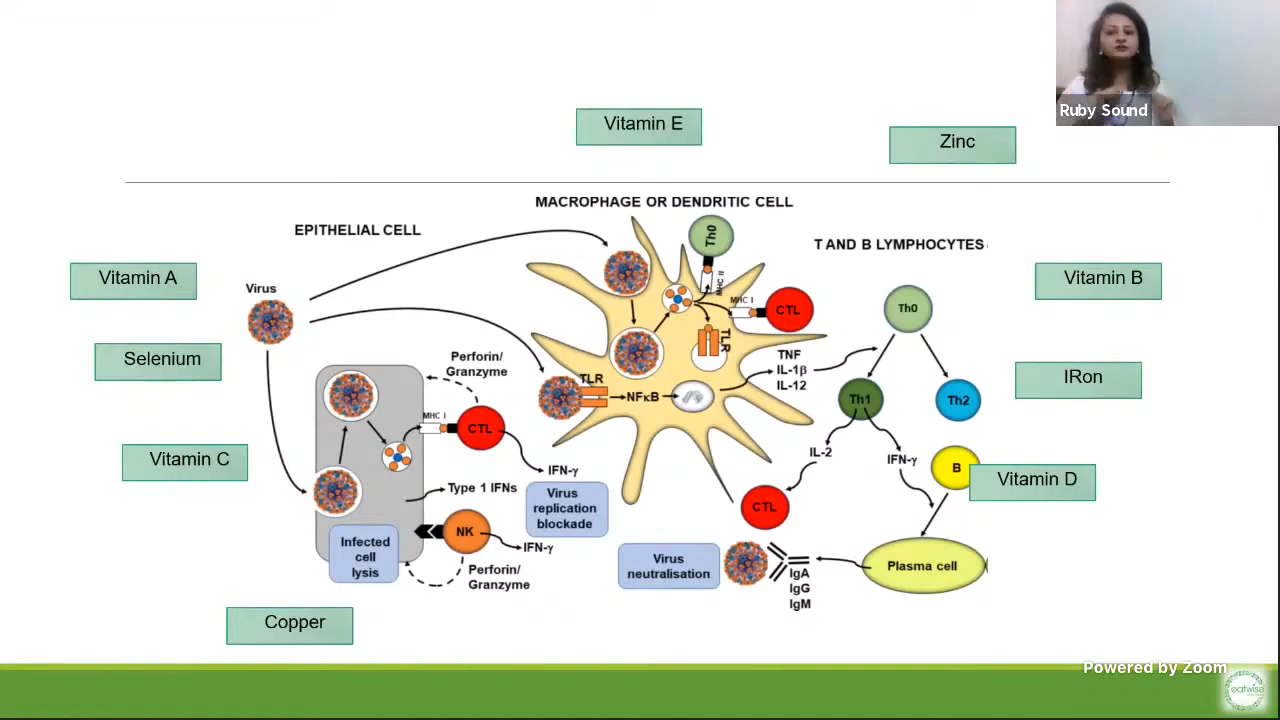 Ruby Sound
Vitamin E
Zinc
MACROPHAGE OR DENDRITIC CELL
EPITHELIAL CELL
T AND B LYMPHOCYTES
Vitamin A
Virus
Selenium
Vitamin C
Copper
Vitamin B
IRon
Vitamin D
Th0
MHC II
MHC I
CTL
TLR
TLR
NFκB
TNF
IL-1β
IL-12
Perforin/
Granzyme
MHC I
CTL
IFN-γ
Type 1 IFNs
Virus
replication
blockade
NK
IFN-γ
Perforin/
Granzyme
Infected
cell
lysis
Th0
Th1
Th2
IL-2
IFN-γ
B
CTL
Plasma cell
Virus
neutralisation
IgA
IgG
IgM
Powered by Zoom
eatwise